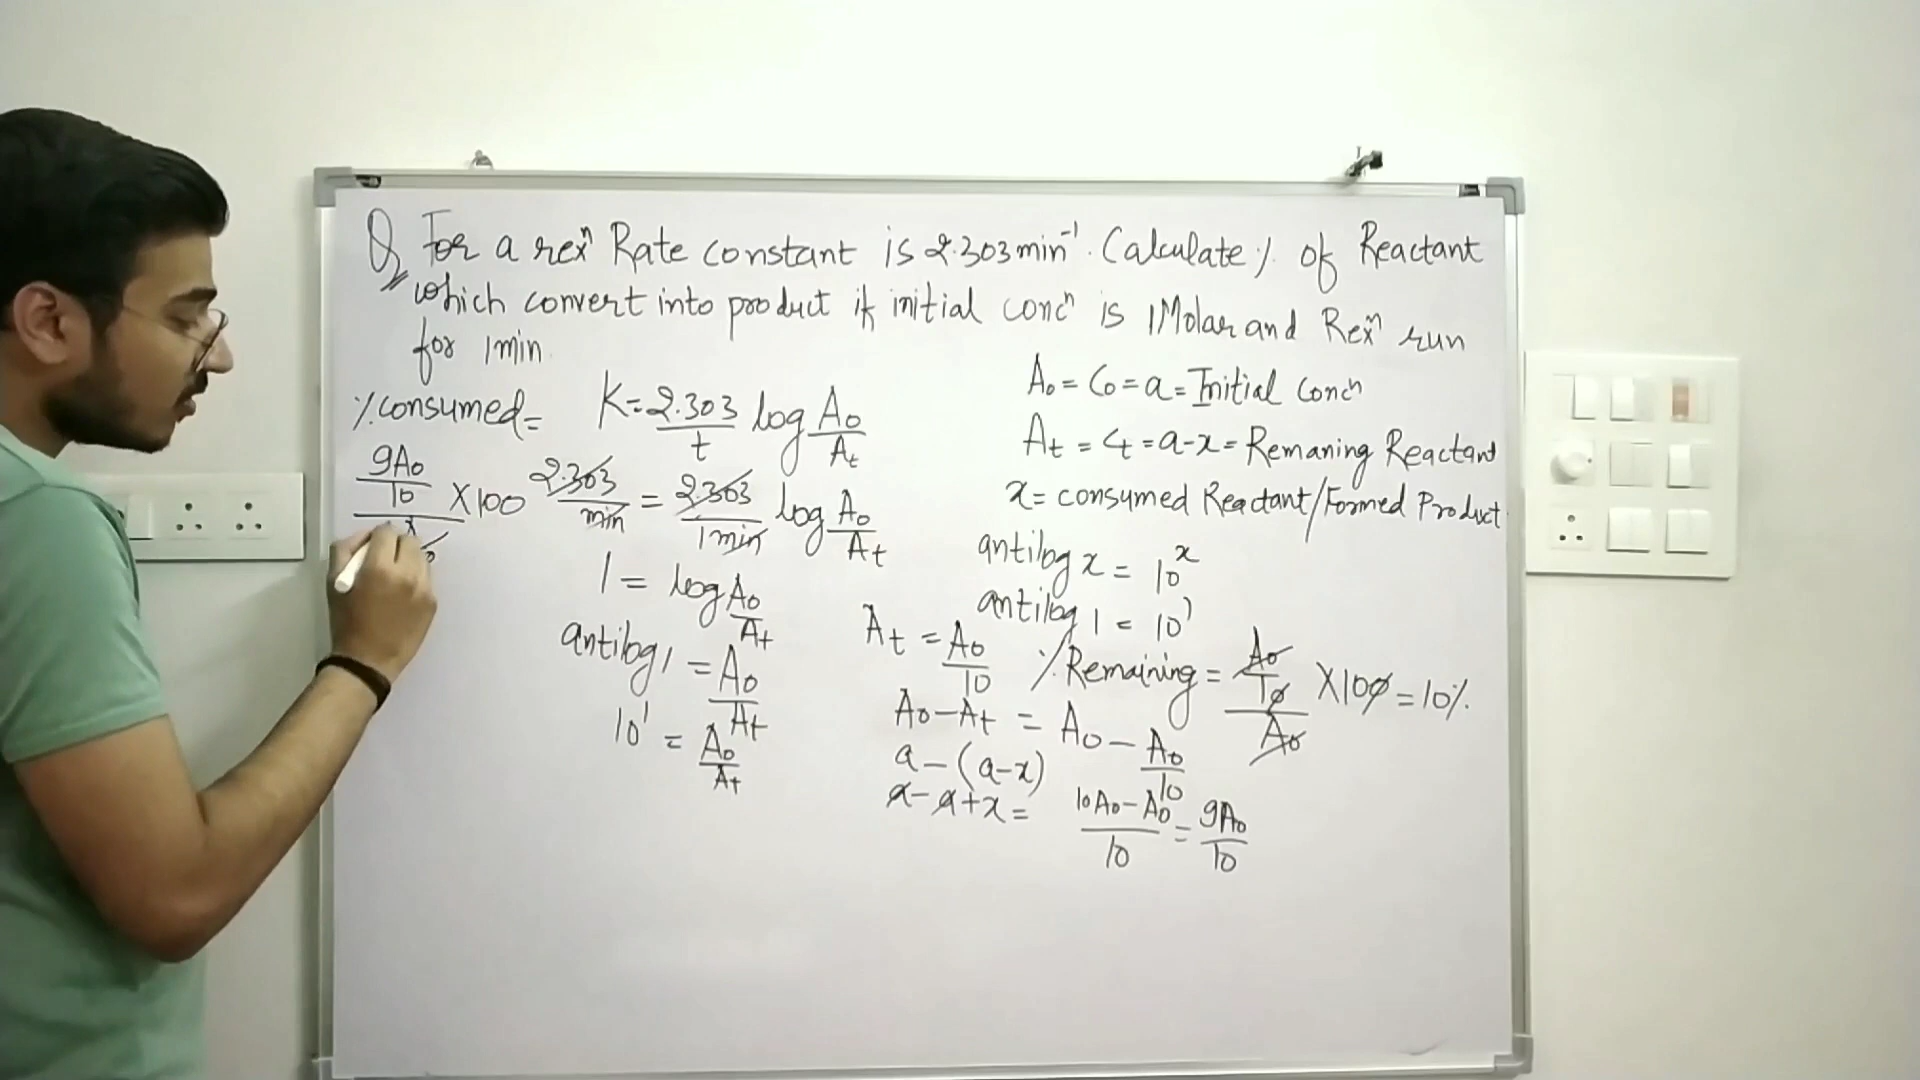 Q For a rexⁿ Rate constant is 2.303 min⁻¹. Calculate % of Reactant
which convert into product if initial concⁿ is 1Molar and Rexⁿ run
for 1min.
%consumed =
9A₀/10 X100
K = 2.303/t log A₀/Aₜ
2.303/min = 2.303/1min log A₀/Aₜ
1 = log A₀/Aₜ
antilog 1 = A₀/Aₜ
10¹ = A₀/Aₜ
A₀ = C₀ = a = Initial Concⁿ
Aₜ = Cₜ = a-x = Remaning Reactant
x = consumed Reactant/Formed Product
antilog x = 10ˣ
antilog 1 = 10¹
Aₜ = A₀/10
%Remaining = (A₀/10)/A₀ X100 = 10%
A₀-Aₜ = A₀ - A₀/10
a-(a-x)
a-a+x = (10A₀-A₀)/10 = 9A₀/10